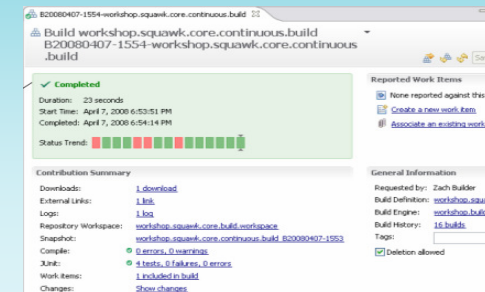 B20080407-1554-workshop.squawk.core.continuous.build
Build workshop.squawk.core.continuous.build
B20080407-1554-workshop.squawk.core.continuous
.build
Completed
Duration: 23 seconds
Start Time: April 7, 2008 6:53:51 PM
Completed: April 7, 2008 6:54:14 PM
Status Trend:
Reported Work Items
None reported against this
Create a new work item
Associate an existing work
Contribution Summary
Downloads: 1 download
External Links: 1 link
Logs: 1 log
Repository Workspace: workshop.squawk.core.build.workspace
Snapshot: workshop.squawk.core.continuous.build_B20080407-1553
Compile: 0 errors, 0 warnings
JUnit: 4 tests, 0 failures, 0 errors
Work items: 1 included in build
Changes: Show changes
General Information
Requested by: Zach Builder
Build Definition: workshop.squa
Build Engine: workshop.build
Build History: 16 builds
Tags:
Deletion allowed